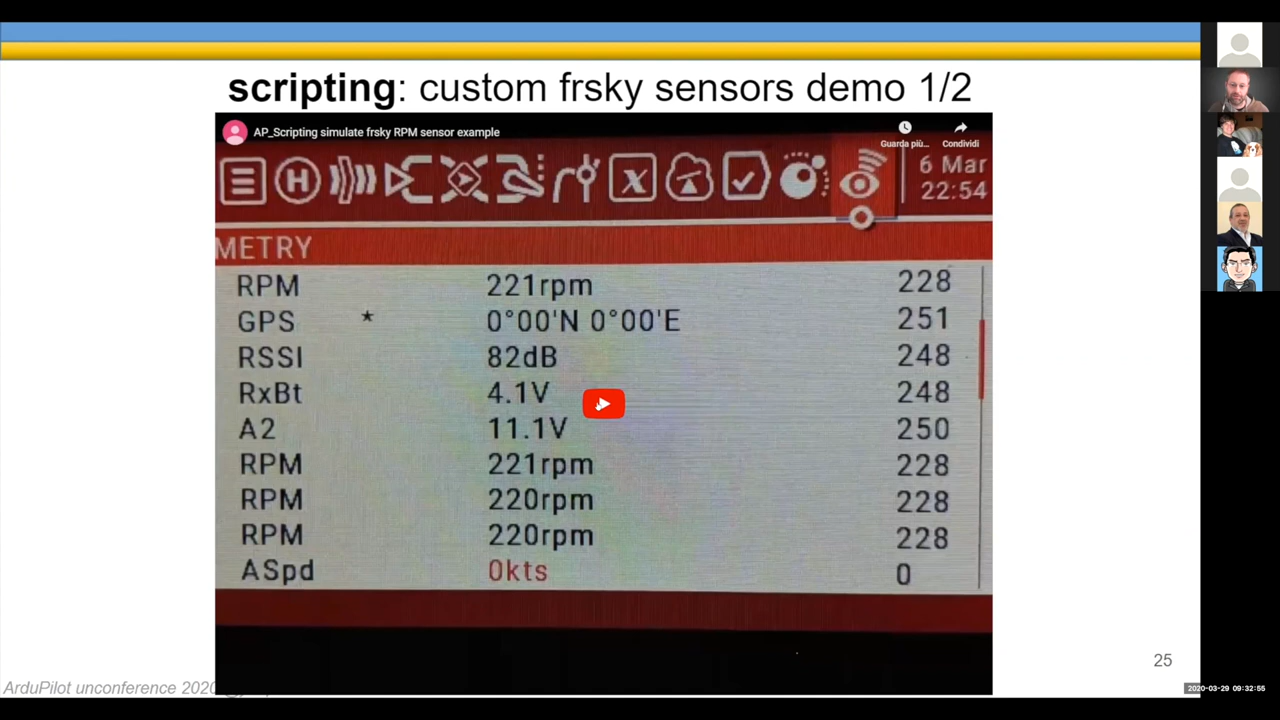 scripting: custom frsky sensors demo 1/2
AP_Scripting simulate frsky RPM sensor example
Guarda più...
Condividi
6 Mar
22:54
METRY
RPM 221rpm 228
GPS * 0°00'N 0°00'E 251
RSSI 82dB 248
RxBt 4.1V 248
A2 11.1V 250
RPM 221rpm 228
RPM 220rpm 228
RPM 220rpm 228
ASpd 0kts 0
25
ArduPilot unconference 2020
2020-03-29 09:32:55